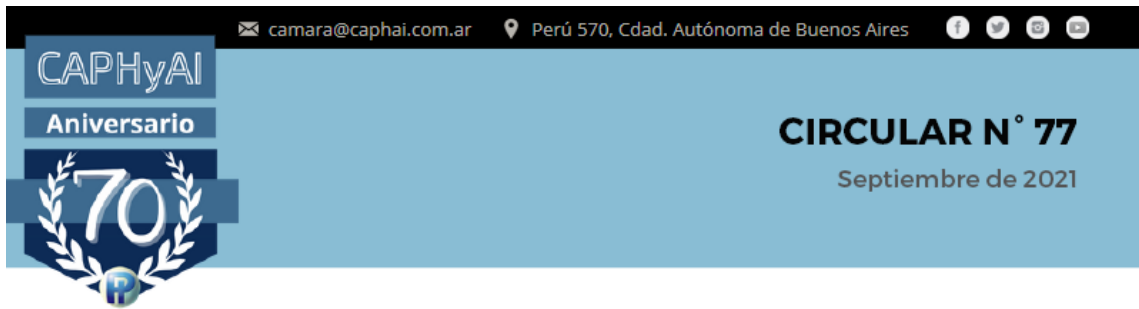 camara@caphai.com.ar Perú 570, Cdad. Autónoma de Buenos Aires
CAPHyAI
Aniversario
70
CIRCULAR N° 77
Septiembre de 2021